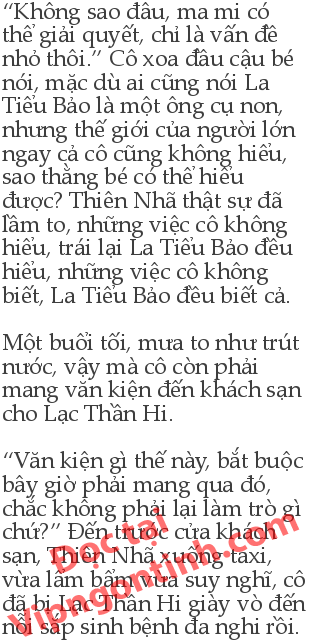 “Không sao đâu, ma mi có
thể giải quyết, chỉ là vấn đề
nhỏ thôi.” Cô xoa đầu cậu bé
nói, mặc dù ai cũng nói La
Tiểu Bảo là một ông cụ non,
nhưng thế giới của người lớn
ngay cả cô cũng không hiểu,
sao thằng bé có thể hiểu
được? Thiên Nhã thật sự đã
lầm to, những việc cô không
hiểu, trái lại La Tiểu Bảo đều
hiểu, những việc cô không
biết, La Tiểu Bảo đều biết cả.

Một buổi tối, mưa to như trút
nước, vậy mà cô còn phải
mang văn kiện đến khách sạn
cho Lạc Thần Hi.

“Văn kiện gì thế này, bắt buộc
bây giờ phải mang qua đó,
chắc không phải lại làm trò gì
chứ?” Đến trước cửa khách
sạn, Thiên Nhã xuống taxi,
vừa lẩm bẩm vừa suy nghĩ, cô
đã bị Lạc Thần Hi giày vò đến
nỗi sắp sinh bệnh đa nghi rồi.
Đọc tại
Vipngontinh.com